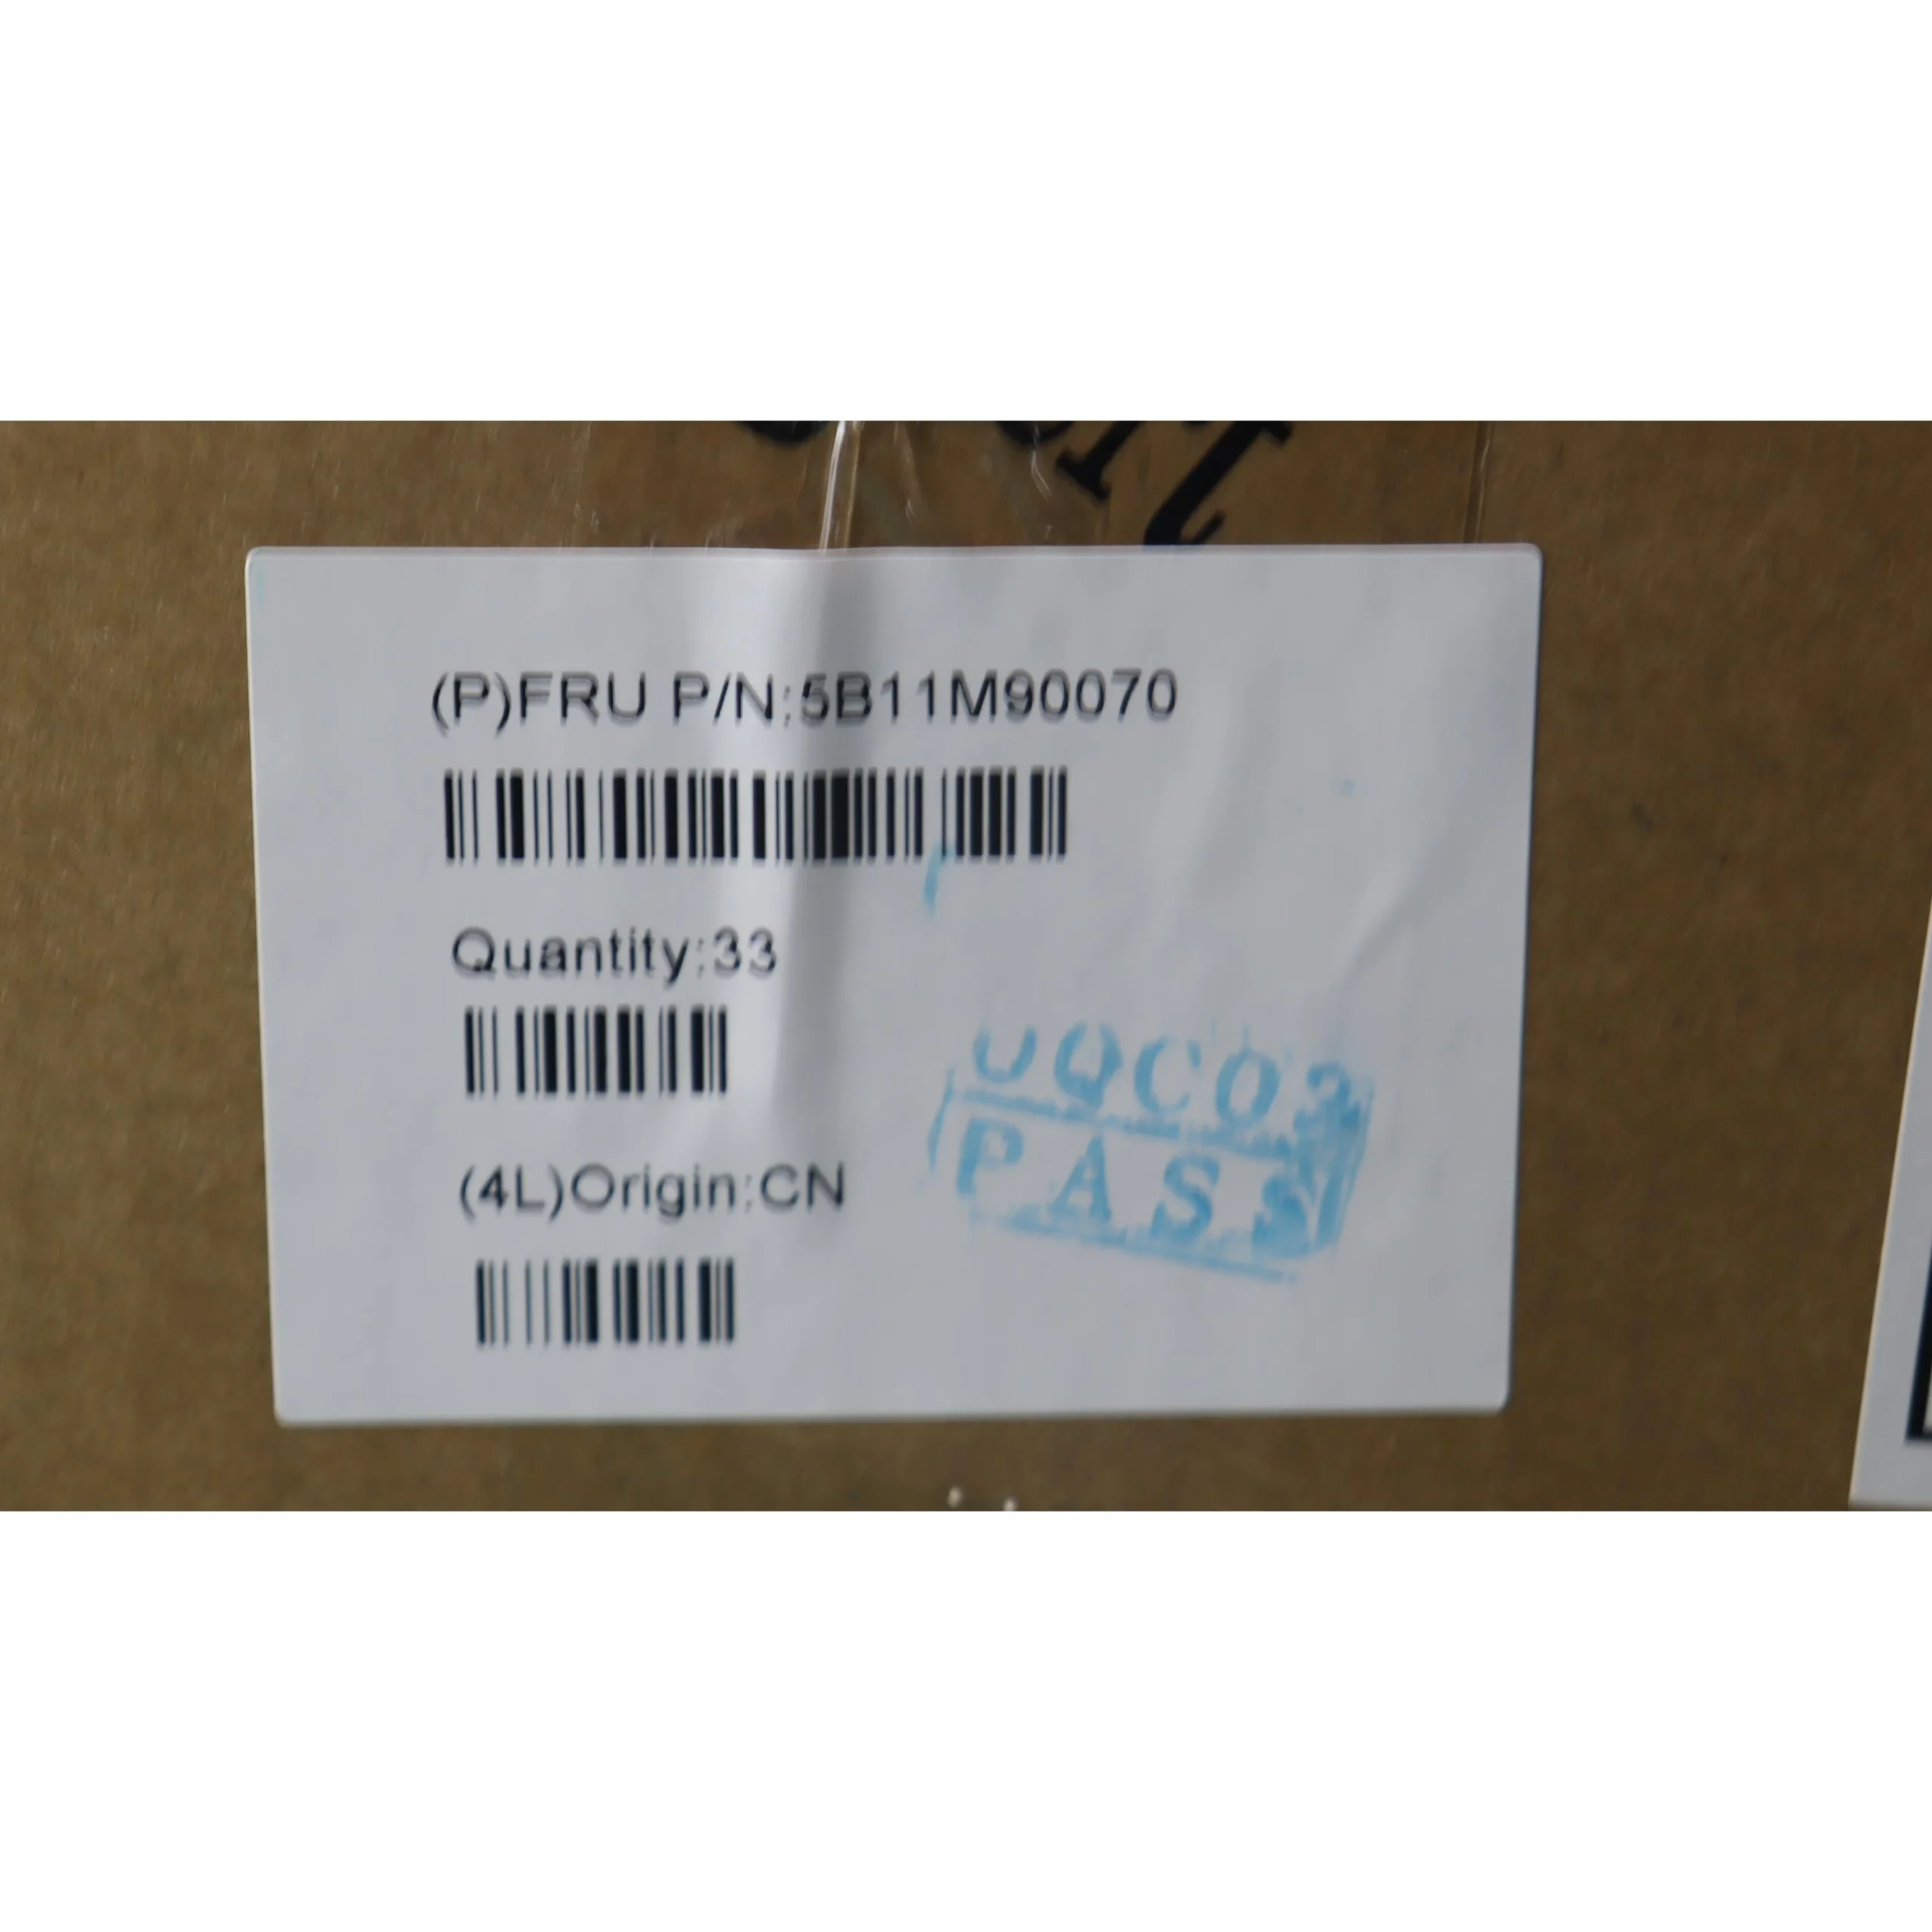 (P)FRU P/N:5B11M90070
Quantity:33
(4L)Origin:CN
PASS